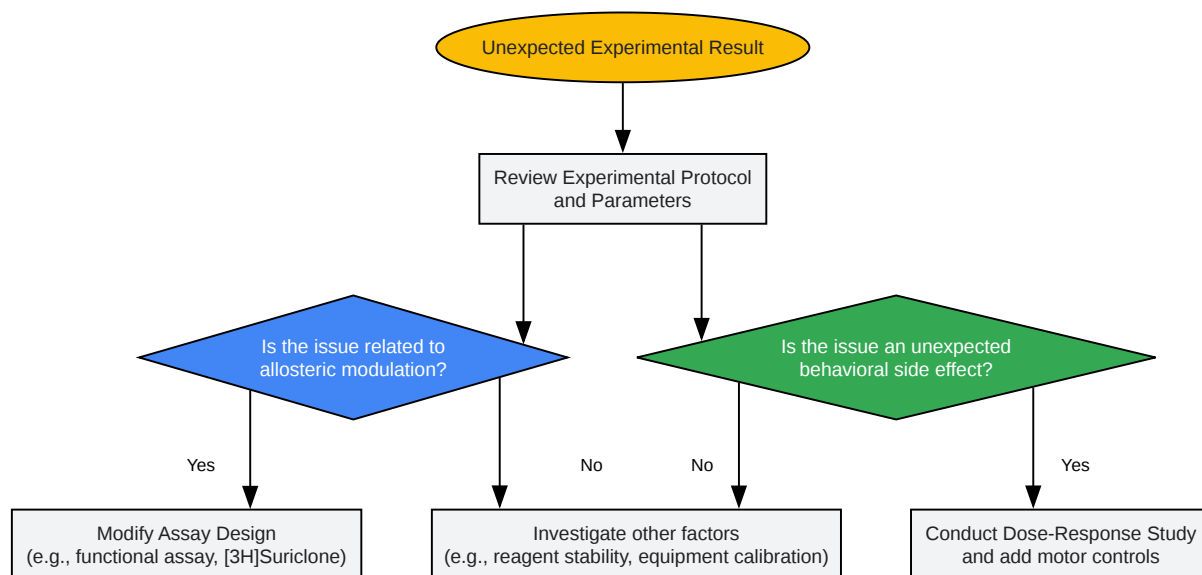 Unexpected Experimental Result
Review Experimental Protocol
and Parameters
Is the issue related to
allosteric modulation?
Is the issue an unexpected
behavioral side effect?
Yes
No
No
Yes
Modify Assay Design
(e.g., functional assay, [3H]Suriclone)
Investigate other factors
(e.g., reagent stability, equipment calibration)
Conduct Dose-Response Study
and add motor controls